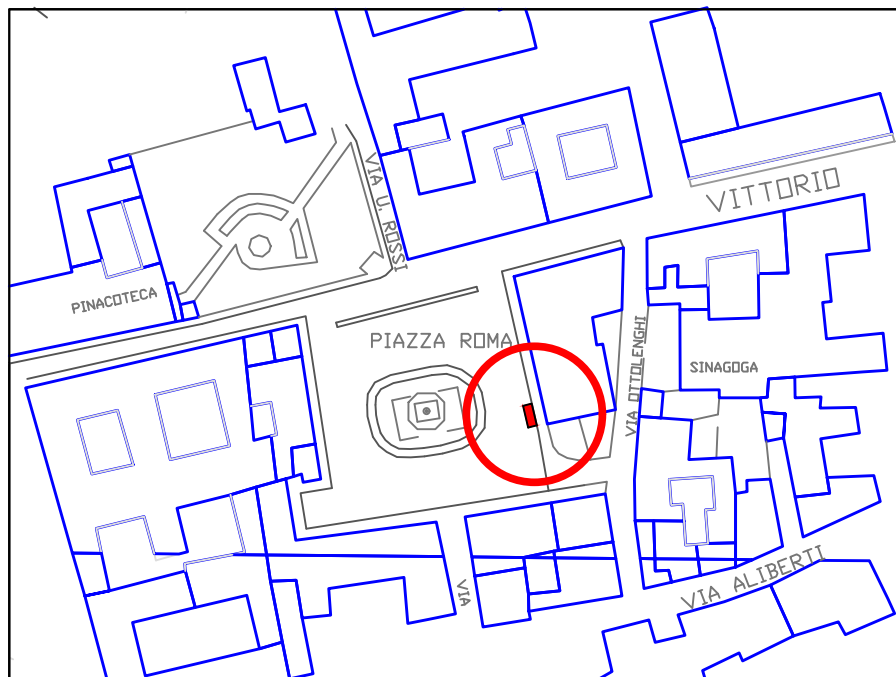 VITTORIO
VIA U. ROSSI
PINACOTECA
PIAZZA ROMA
VIA OTTOLENGHI
SINAGOGA
VIA
VIA ALIBERTI